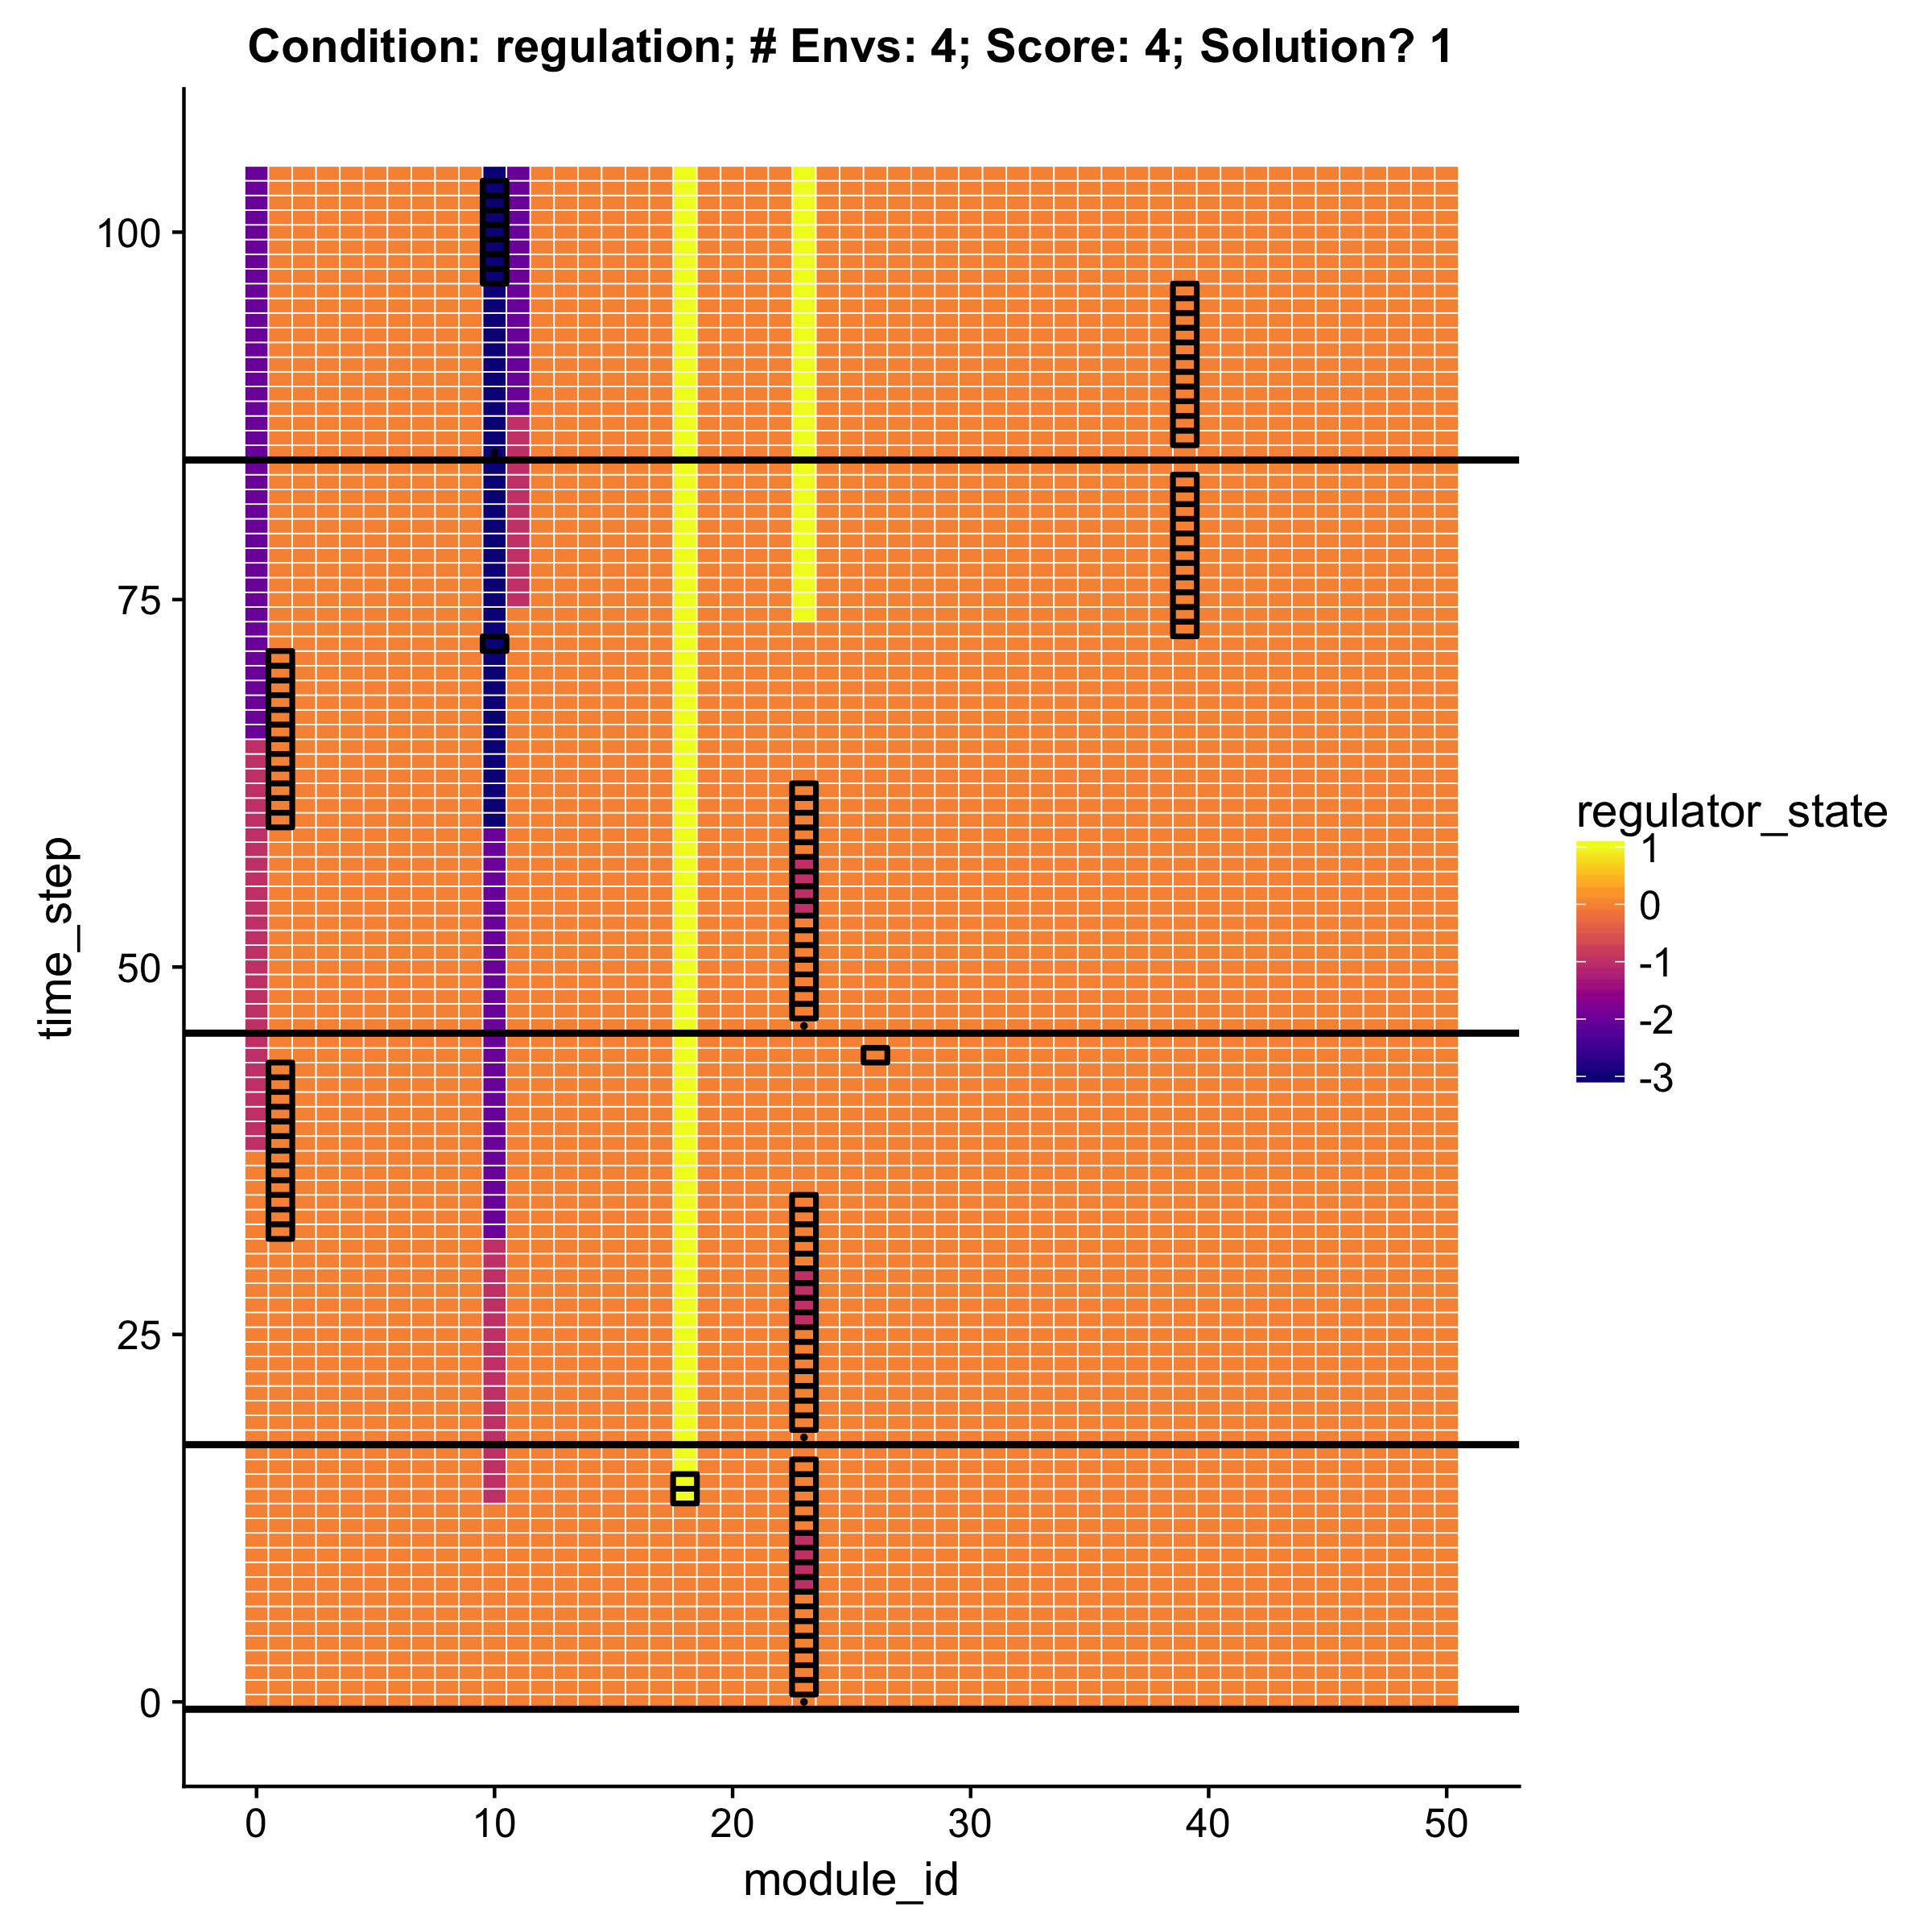 Condition: regulation; # Envs: 4; Score: 4; Solution? 1
time_step
100
75
50
25
0
0 10 20 30 40 50
module_id
regulator_state
1
0
-1
-2
-3